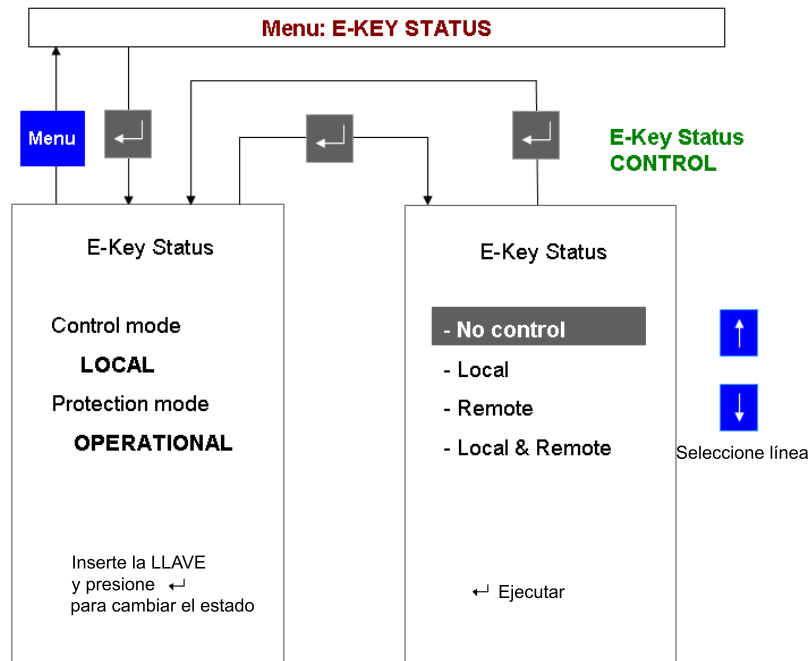 Menu: E-KEY STATUS
Menu
E-Key Status
CONTROL
E-Key Status
Control mode
LOCAL
Protection mode
OPERATIONAL
Inserte la LLAVE
y presione ↵
para cambiar el estado
E-Key Status
- No control
- Local
- Remote
- Local & Remote
↵ Ejecutar
Seleccione línea